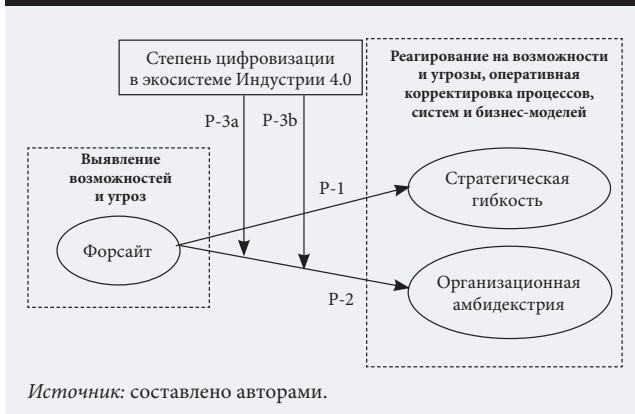 Степень цифровизации
в экосистеме Индустрии 4.0
Реагирование на возможности
и угрозы, оперативная
корректировка процессов,
систем и бизнес-моделей
P-3a
P-3b
Выявление
возможностей
и угроз
P-1
Стратегическая
гибкость
Форсайт
P-2
Организационная
амбидекстрия
Источник: составлено авторами.